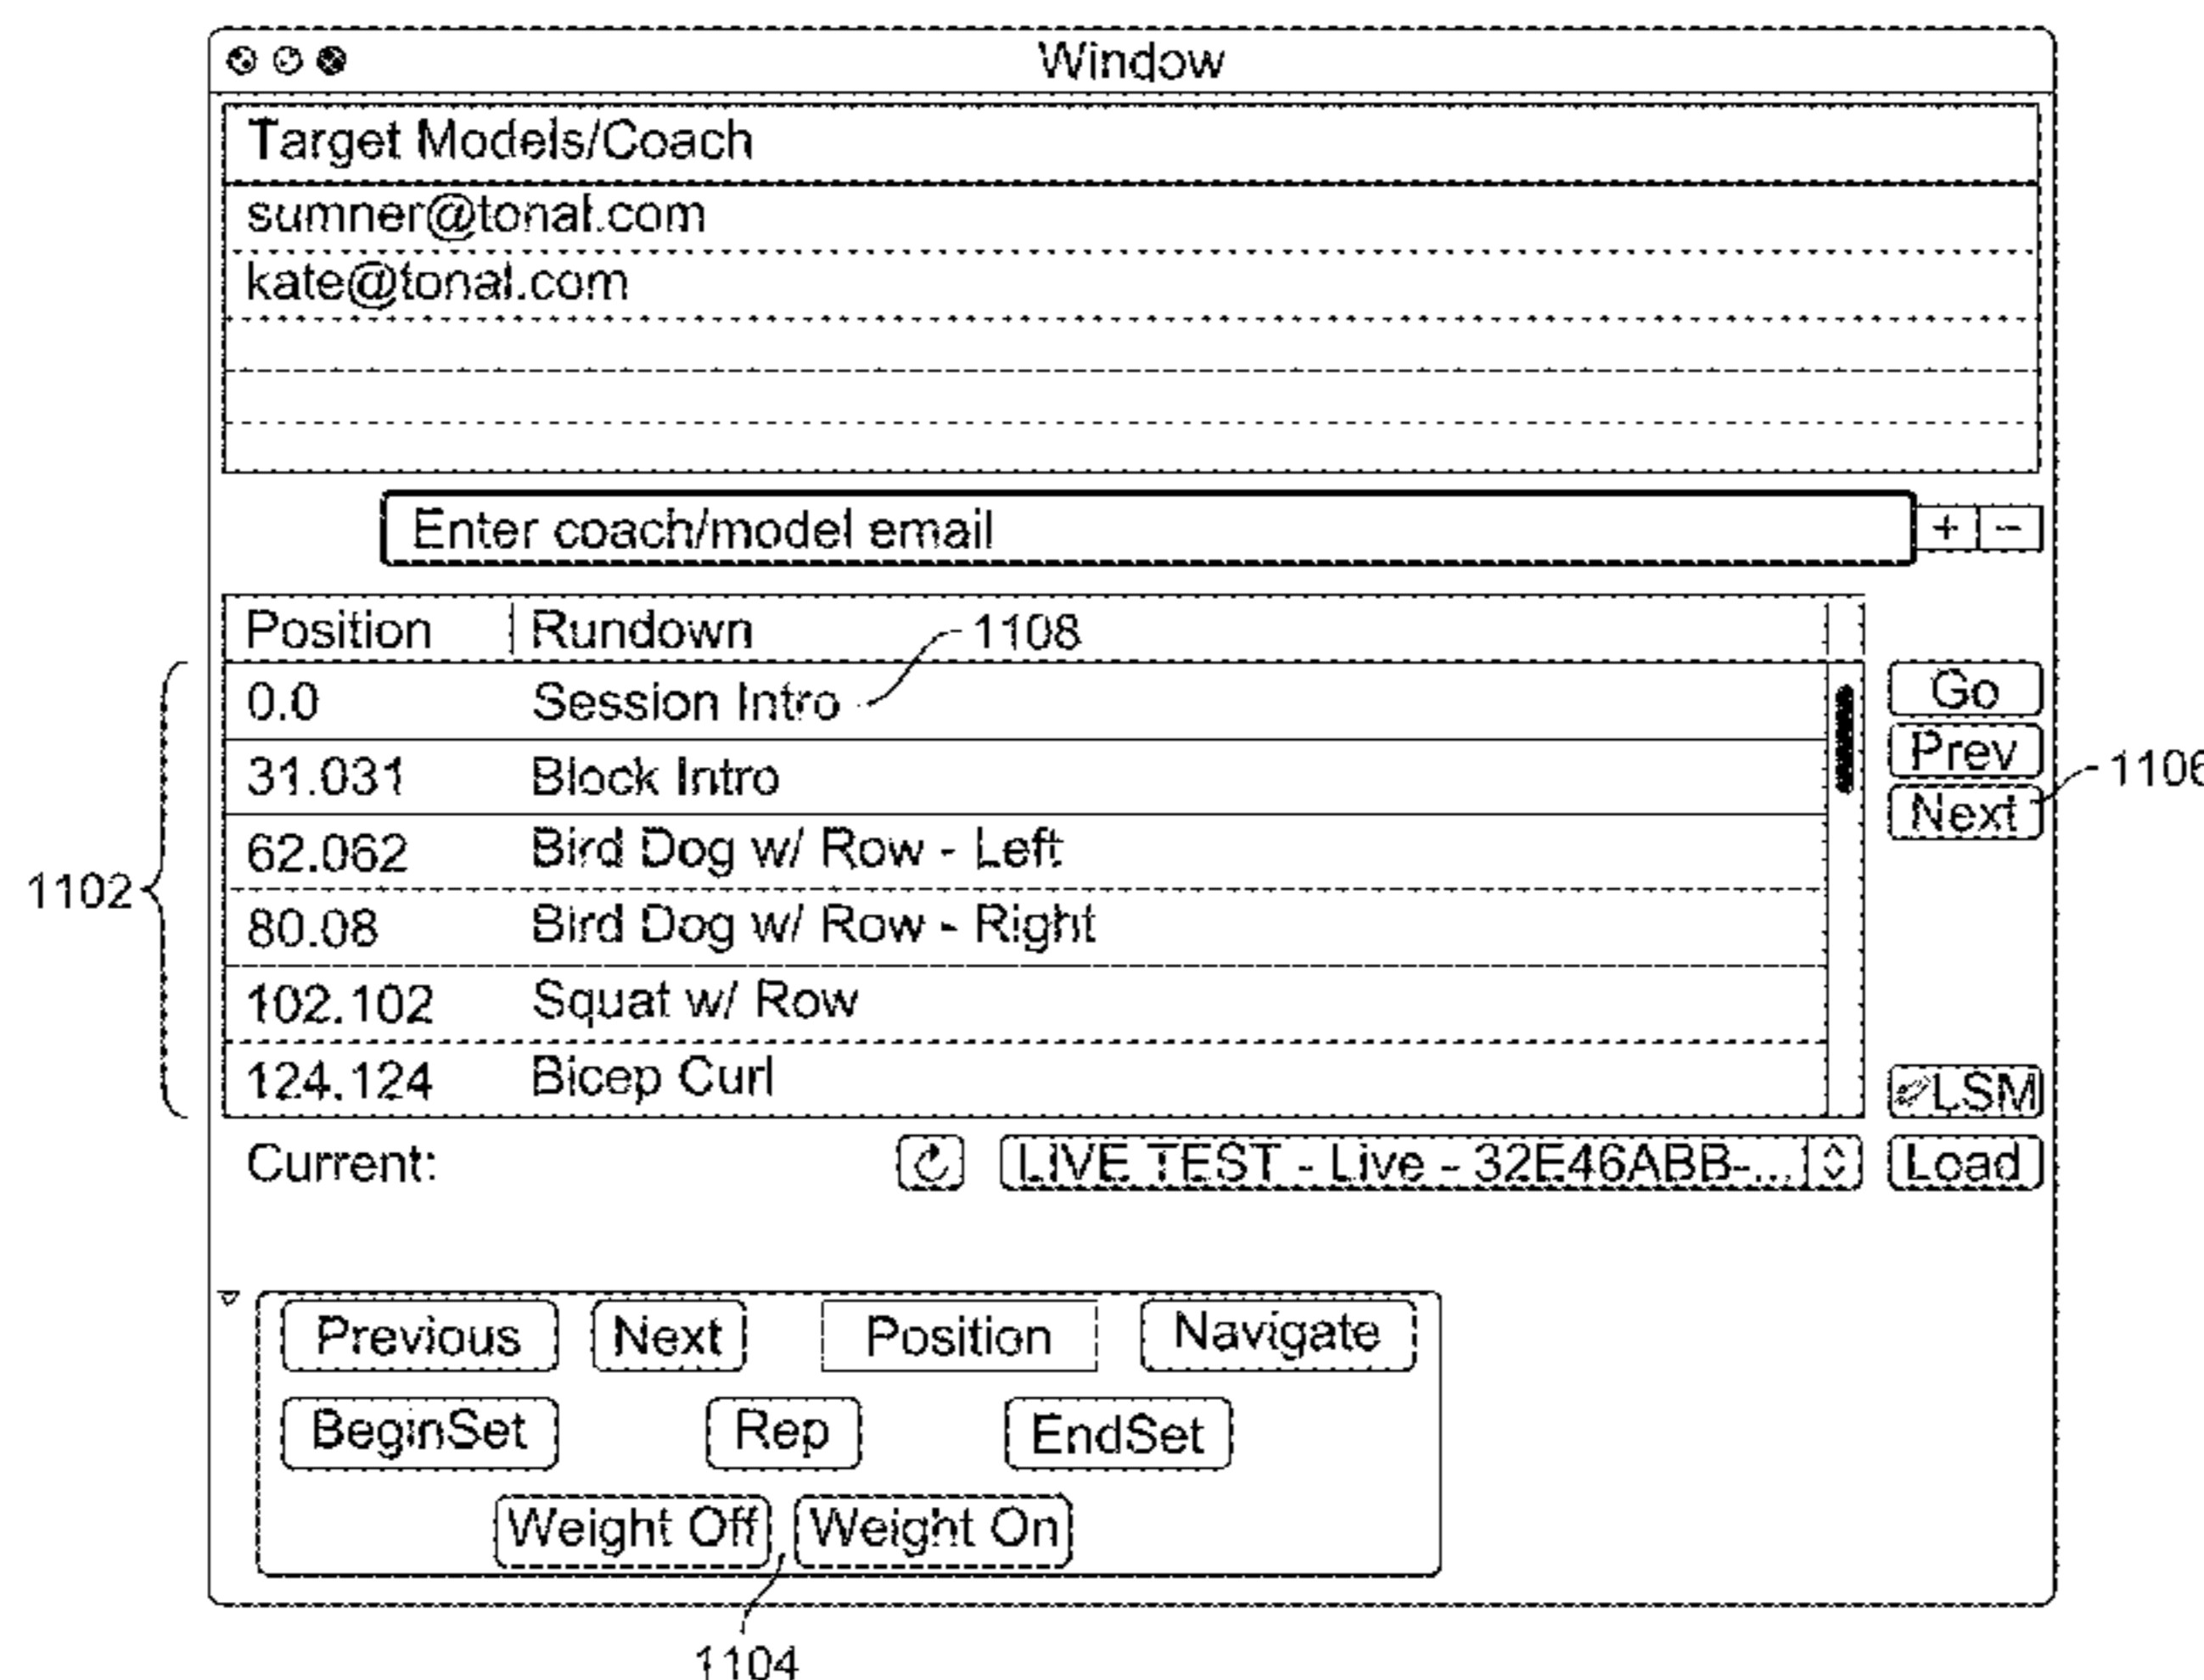 Window
Target Models/Coach
sumner@tonal.com
kate@tonal.com
Enter coach/model email + -
Position Rundown 1108
0.0 Session Intro Go
31.031 Block Intro Prev 1106
62.062 Bird Dog w/ Row - Left Next
1102
80.08 Bird Dog w/ Row - Right
102.102 Squat w/ Row
124.124 Bicep Curl LSM
Current: LIVE TEST - Live - 32E46ABB-... Load
Previous Next Position Navigate
BeginSet Rep EndSet
Weight Off Weight On
1104